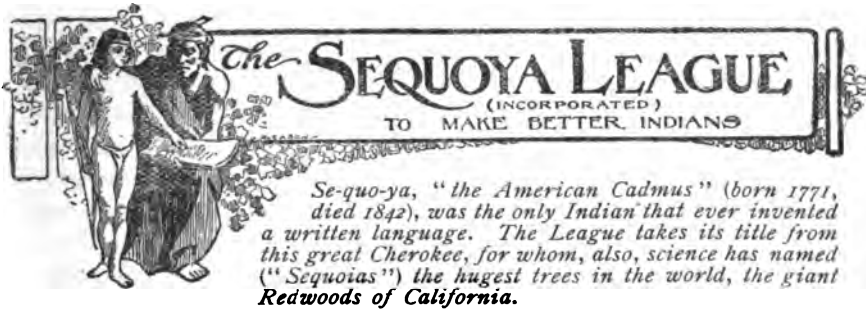 The SEQUOYA LEAGUE
(INCORPORATED)
TO MAKE BETTER INDIANS
Se-quo-ya, "the American Cadmus" (born 1771,
died 1842), was the only Indian that ever invented
a written language. The League takes its title from
this great Cherokee, for whom, also, science has named
("Sequoias") the hugest trees in the world, the giant
Redwoods of California.